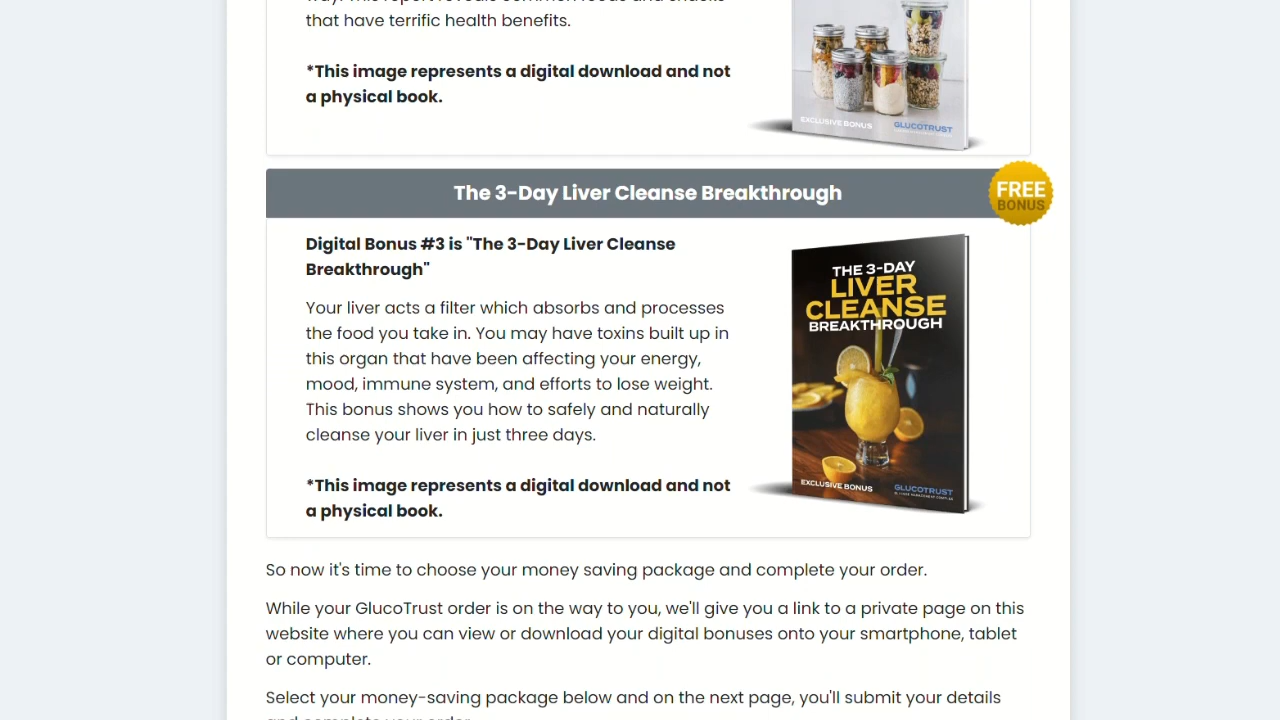 that have terrific health benefits.
*This image represents a digital download and not
a physical book.
EXCLUSIVE BONUS
GLUCOTRUST
The 3-Day Liver Cleanse Breakthrough
FREE
BONUS
Digital Bonus #3 is "The 3-Day Liver Cleanse
Breakthrough"
Your liver acts a filter which absorbs and processes
the food you take in. You may have toxins built up in
this organ that have been affecting your energy,
mood, immune system, and efforts to lose weight.
This bonus shows you how to safely and naturally
cleanse your liver in just three days.
*This image represents a digital download and not
a physical book.
THE 3-DAY
LIVER
CLEANSE
BREAKTHROUGH
EXCLUSIVE BONUS
GLUCOTRUST
So now it's time to choose your money saving package and complete your order.
While your GlucoTrust order is on the way to you, we'll give you a link to a private page on this
website where you can view or download your digital bonuses onto your smartphone, tablet
or computer.
Select your money-saving package below and on the next page, you'll submit your details